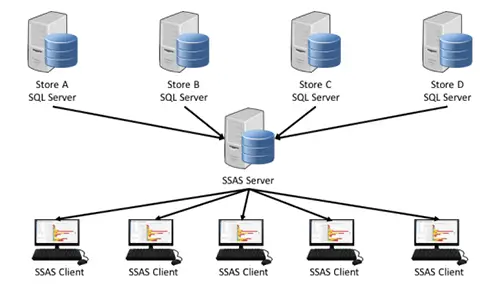 Store A
SQL Server
Store B
SQL Server
Store C
SQL Server
Store D
SQL Server
SSAS Server
SSAS Client
SSAS Client
SSAS Client
SSAS Client
SSAS Client